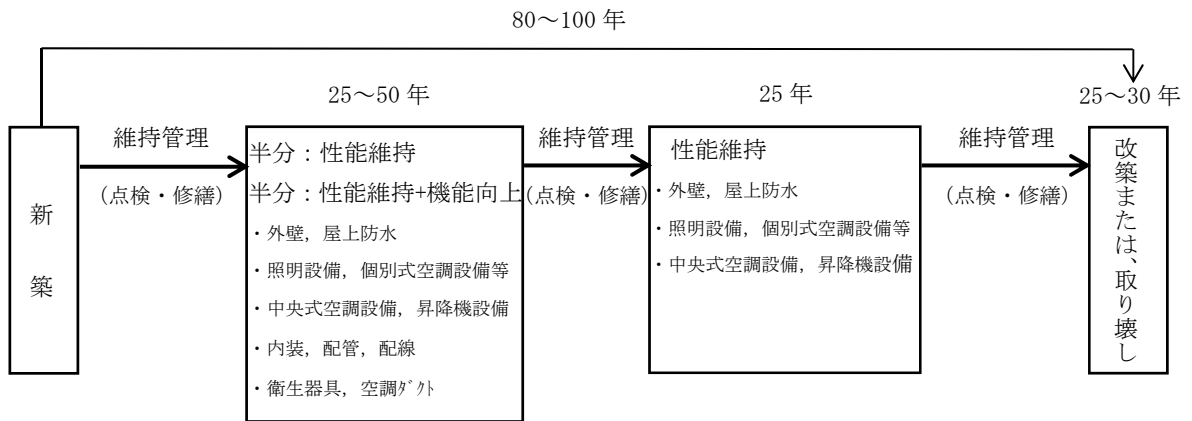 80～100 年
25～50 年
25 年
25～30 年
新築
維持管理
(点検・修繕)
半分：性能維持
半分：性能維持+機能向上
・外壁，屋上防水
・照明設備，個別式空調設備等
・中央式空調設備，昇降機設備
・内装，配管，配線
・衛生器具，空調ﾀﾞｸﾄ
維持管理
(点検・修繕)
性能維持
・外壁，屋上防水
・照明設備，個別式空調設備等
・中央式空調設備，昇降機設備
維持管理
(点検・修繕)
改築または、取り壊し